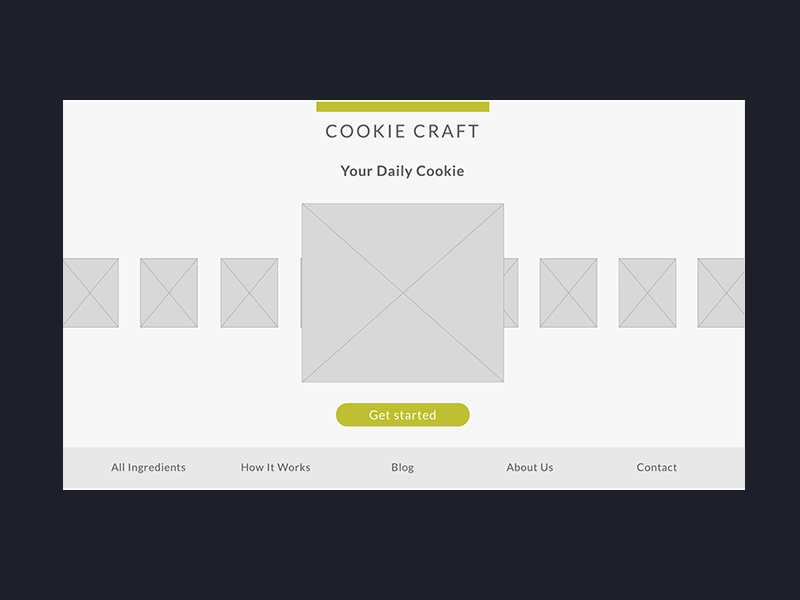 COOKIE CRAFT
Your Daily Cookie
Get started
All Ingredients How It Works Blog About Us Contact